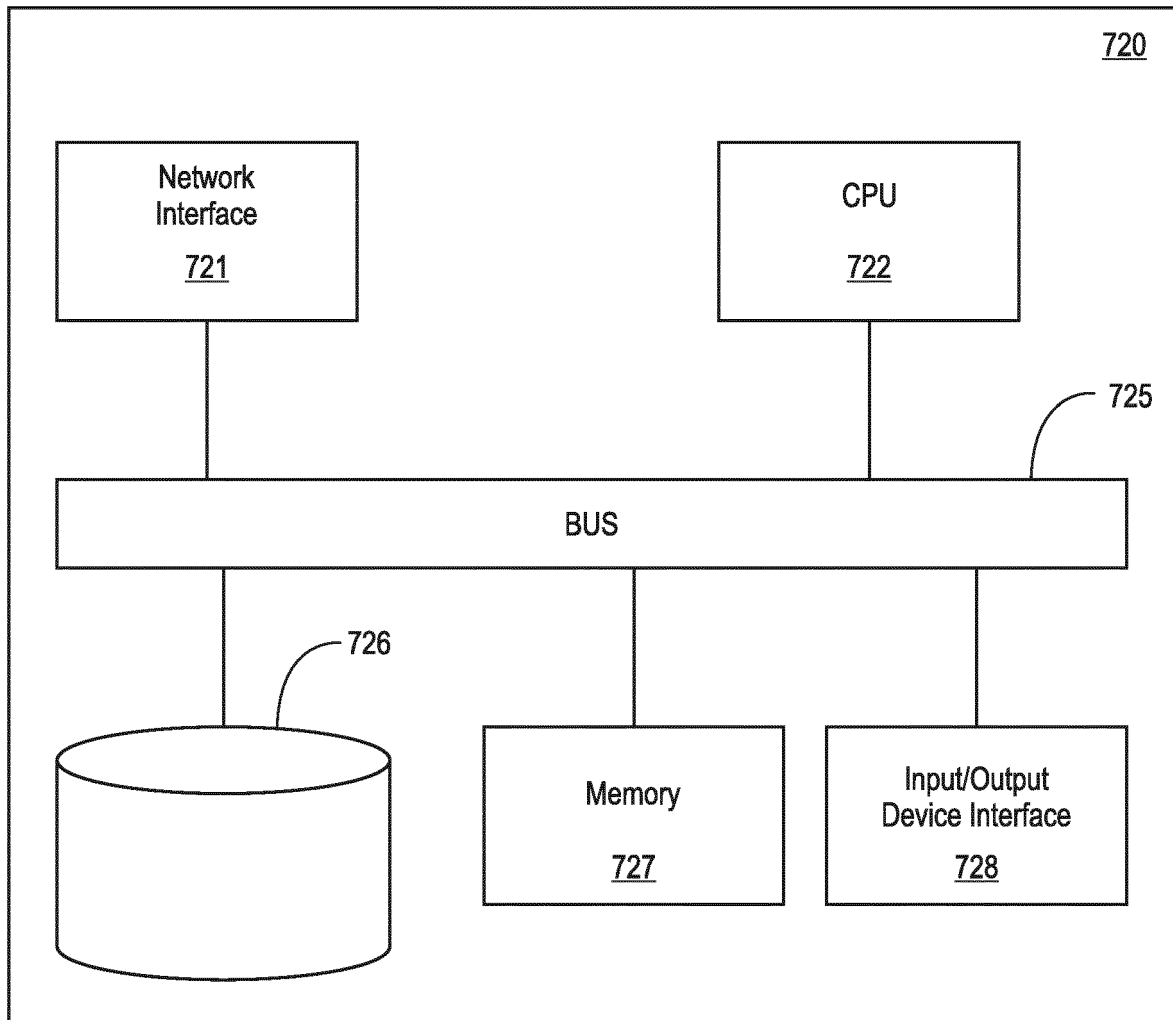 720
Network
Interface
721
CPU
722
725
BUS
726
Memory
727
Input/Output
Device Interface
728